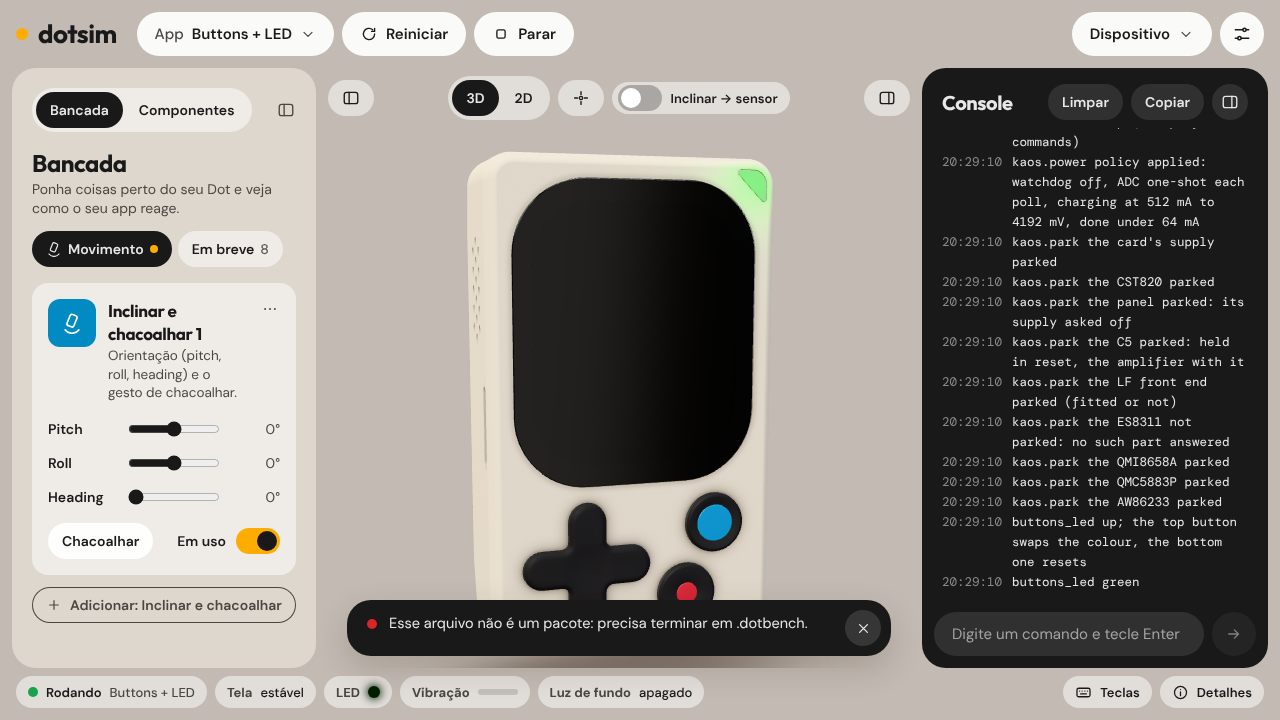 dotsim
App Buttons + LED
Reiniciar
Parar
Dispositivo
Bancada
Componentes
Bancada
Ponha coisas perto do seu Dot e veja
como o seu app reage.
Movimento
Em breve 8
Inclinar e
chacoalhar 1
Orientação (pitch,
roll, heading) e o
gesto de chacoalhar.
Pitch 0°
Roll 0°
Heading 0°
Chacoalhar
Em uso
+ Adicionar: Inclinar e chacoalhar
3D
2D
Inclinar → sensor
Esse arquivo não é um pacote: precisa terminar em .dotbench.
Console
Limpar
Copiar
commands)
20:29:10 kaos.power policy applied:
watchdog off, ADC one-shot each
poll, charging at 512 mA to
4192 mV, done under 64 mA
20:29:10 kaos.park the card's supply
parked
20:29:10 kaos.park the CST820 parked
20:29:10 kaos.park the panel parked: its
supply asked off
20:29:10 kaos.park the C5 parked: held
in reset, the amplifier with it
20:29:10 kaos.park the LF front end
parked (fitted or not)
20:29:10 kaos.park the ES8311 not
parked: no such part answered
20:29:10 kaos.park the QMI8658A parked
20:29:10 kaos.park the QMC5883P parked
20:29:10 kaos.park the AW86233 parked
20:29:10 buttons_led up; the top button
swaps the colour, the bottom
one resets
20:29:10 buttons_led green
Digite um comando e tecle Enter
Rodando Buttons + LED
Tela estável
LED
Vibração
Luz de fundo apagado
Teclas
Detalhes